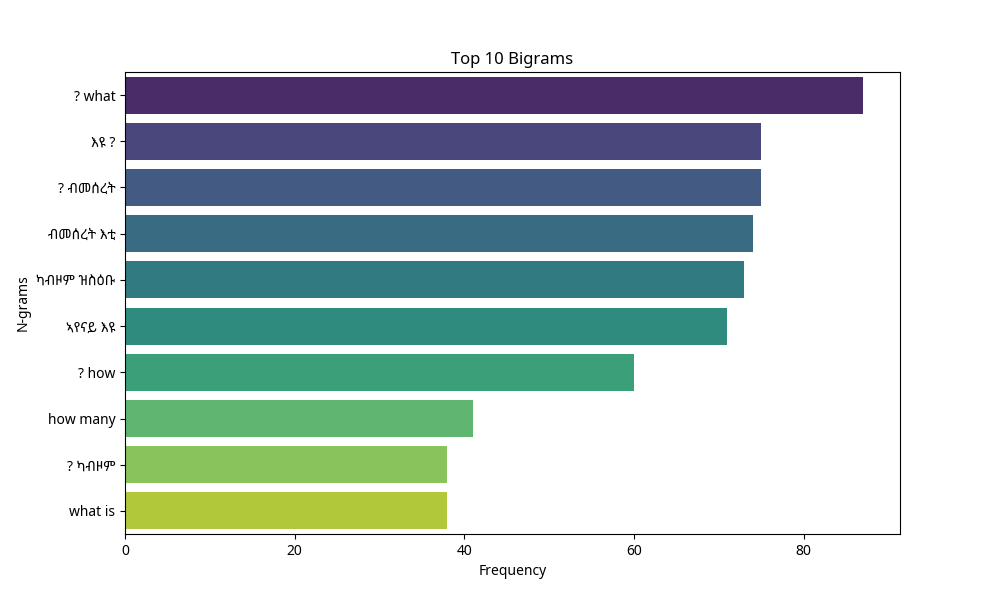 Top 10 Bigrams
? what
እዩ ?
? ብመሰረት
ብመሰረት እቲ
ካብዞም ዝስዕቡ
ኣየናይ እዩ
? how
how many
? ካብዞም
what is
N-grams
0 20 40 60 80
Frequency